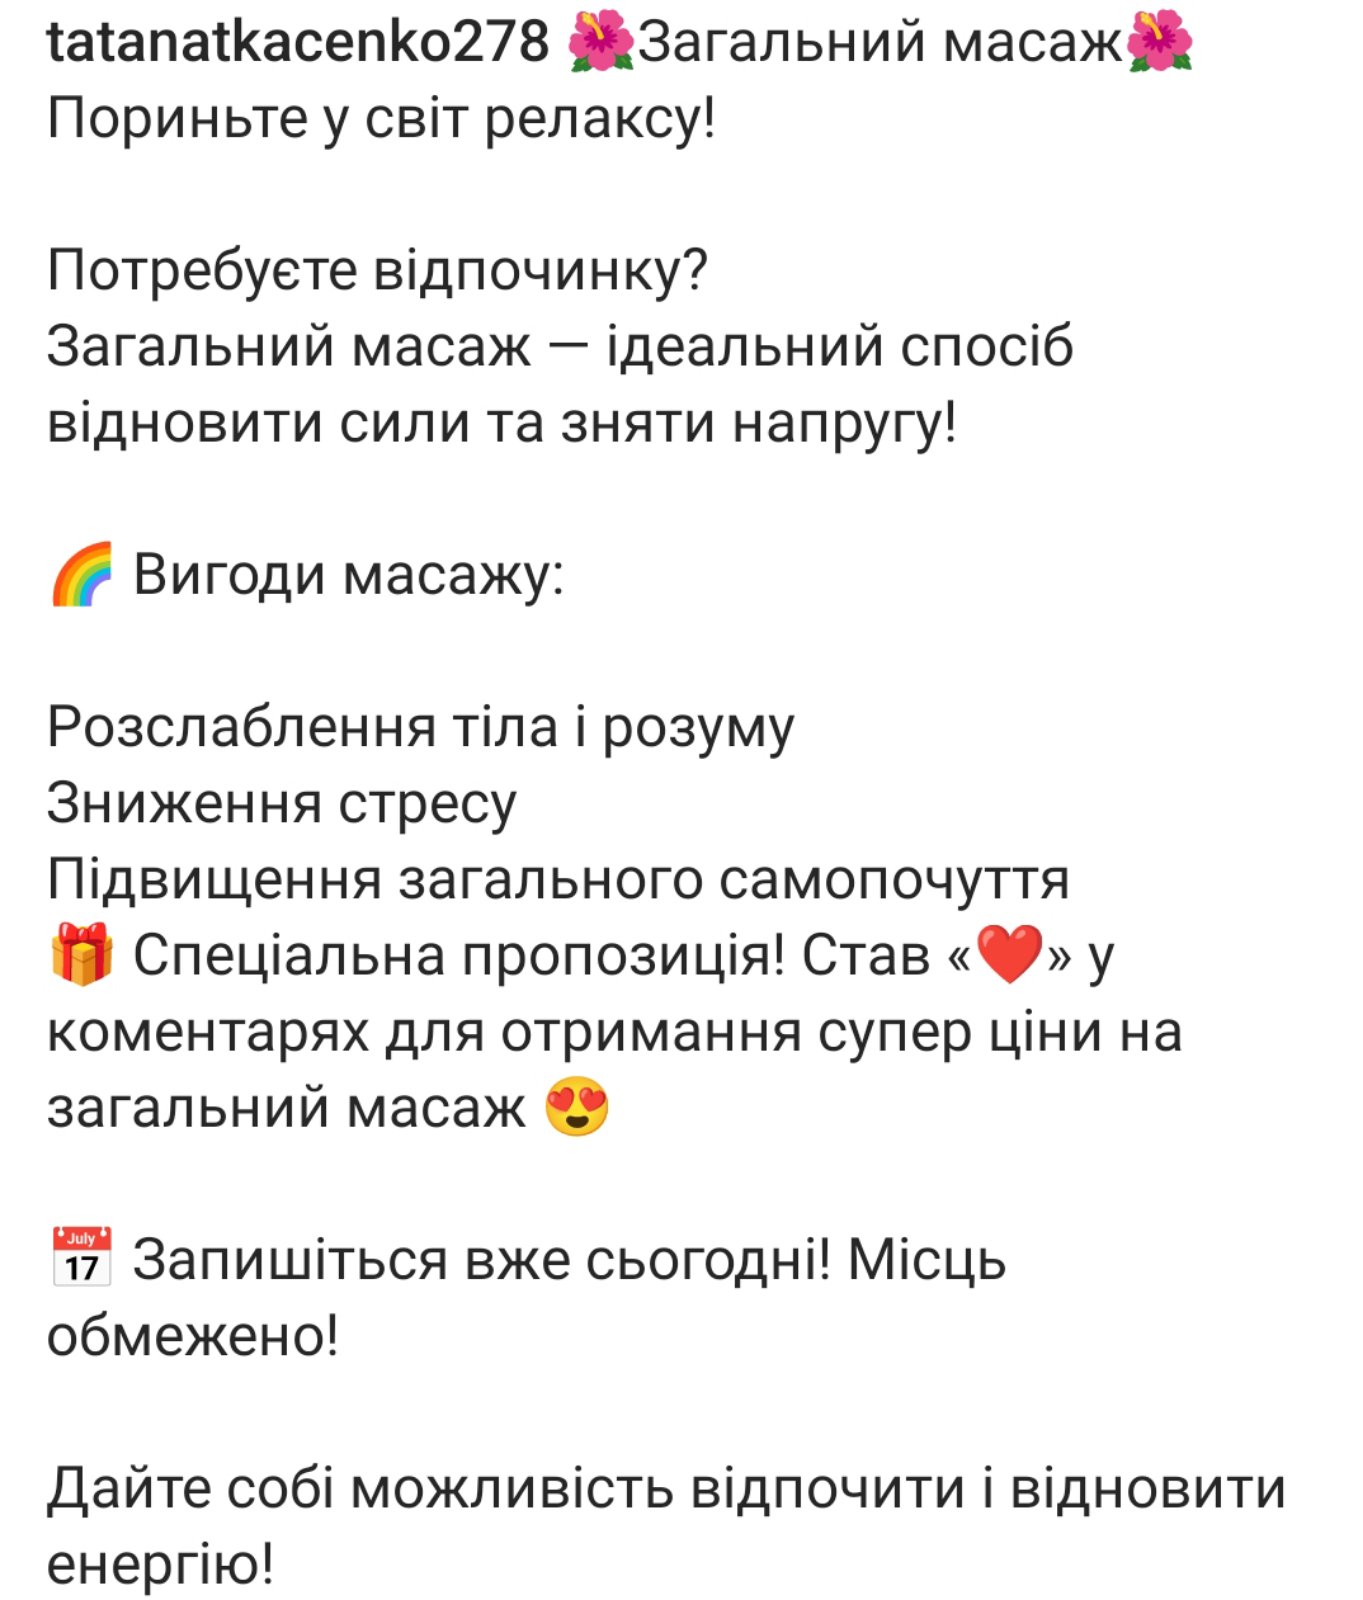 tatanatkacenko278 🌺Загальний масаж🌺
Пориньте у світ релаксу!
Потребуєте відпочинку?
Загальний масаж — ідеальний спосіб
відновити сили та зняти напругу!
🌈 Вигоди масажу:
Розслаблення тіла і розуму
Зниження стресу
Підвищення загального самопочуття
🎁 Спеціальна пропозиція! Став «❤️» у
коментарях для отримання супер ціни на
загальний масаж 😍
📅 Запишіться вже сьогодні! Місць
обмежено!
Дайте собі можливість відпочити і відновити
енергію!